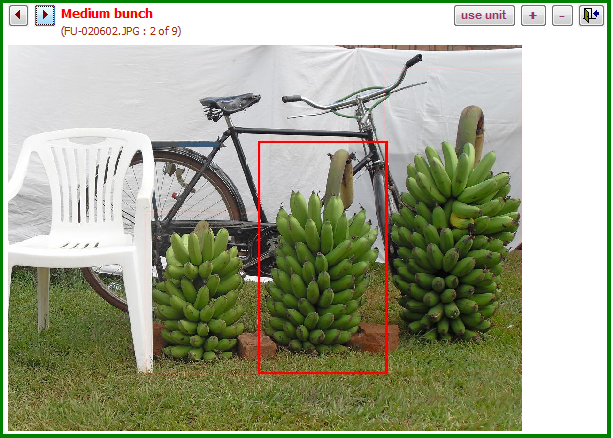 Medium bunch
(FU-020602.JPG : 2 of 9)
use unit
+
-